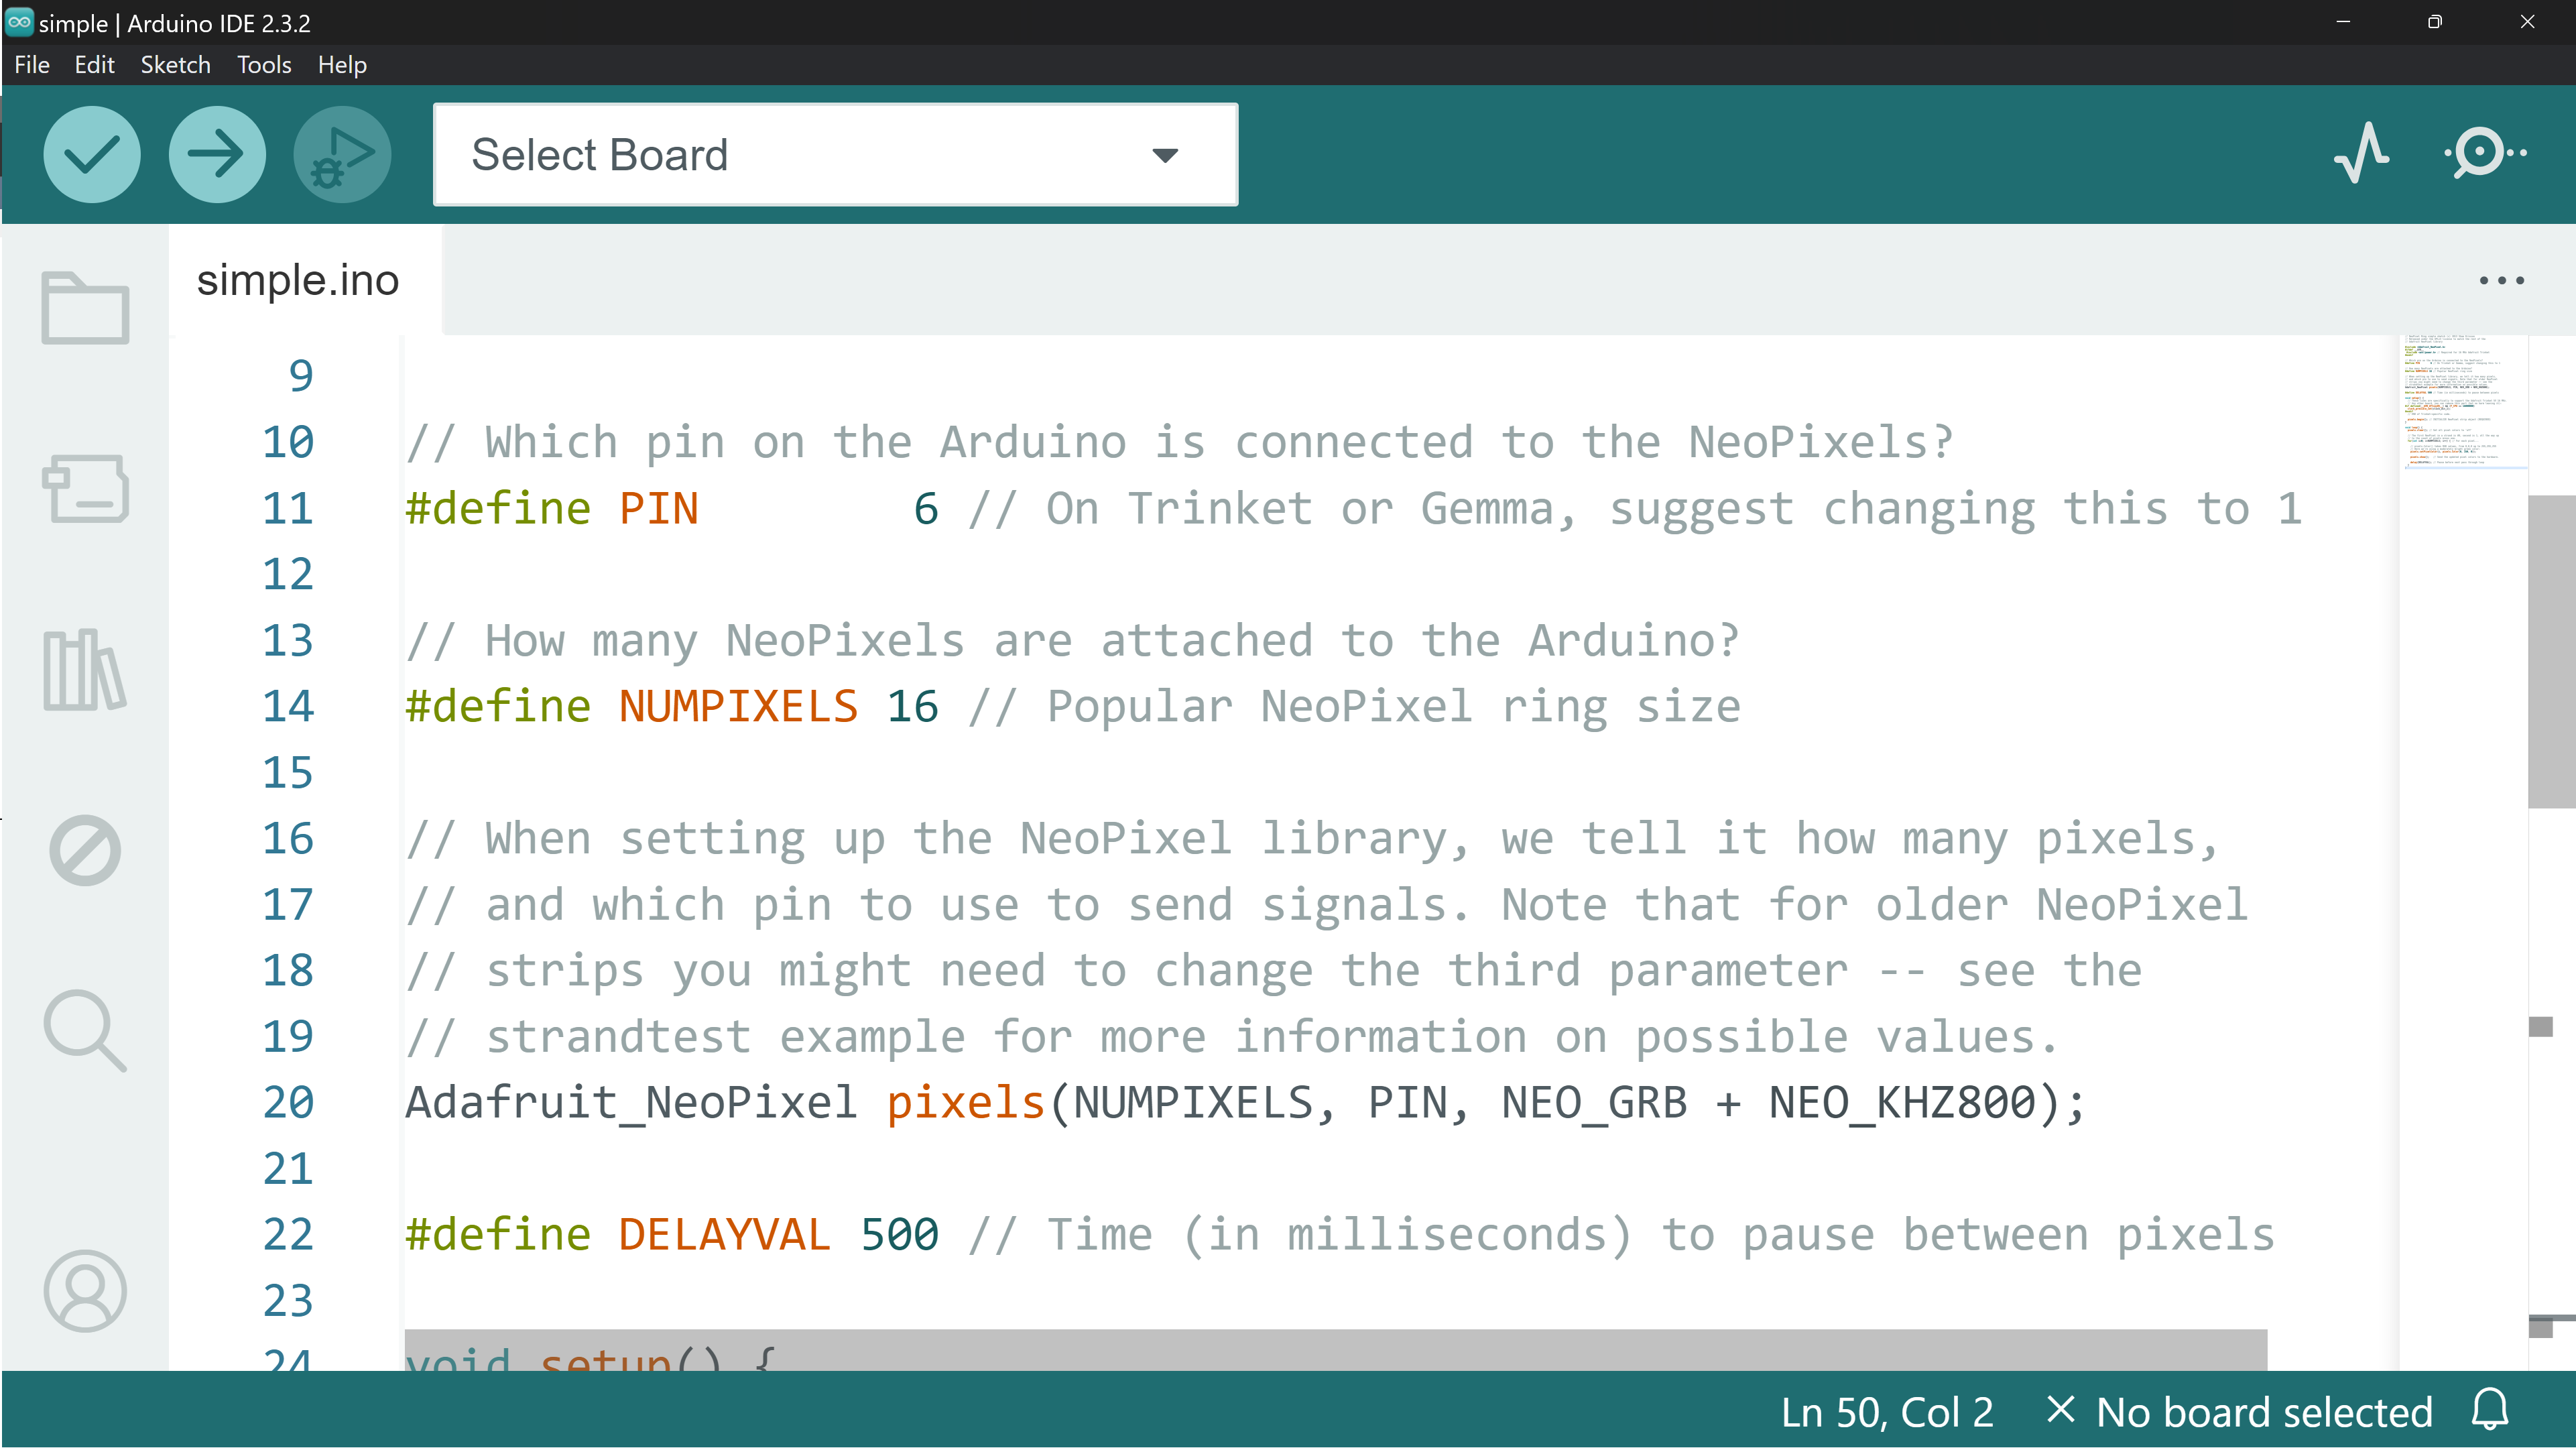 simple | Arduino IDE 2.3.2
File Edit Sketch Tools Help
Select Board
simple.ino
9
10 // Which pin on the Arduino is connected to the NeoPixels?
11 #define PIN        6 // On Trinket or Gemma, suggest changing this to 1
12
13 // How many NeoPixels are attached to the Arduino?
14 #define NUMPIXELS 16 // Popular NeoPixel ring size
15
16 // When setting up the NeoPixel library, we tell it how many pixels,
17 // and which pin to use to send signals. Note that for older NeoPixel
18 // strips you might need to change the third parameter -- see the
19 // strandtest example for more information on possible values.
20 Adafruit_NeoPixel pixels(NUMPIXELS, PIN, NEO_GRB + NEO_KHZ800);
21
22 #define DELAYVAL 500 // Time (in milliseconds) to pause between pixels
23
24 void setup() {
Ln 50, Col 2 × No board selected